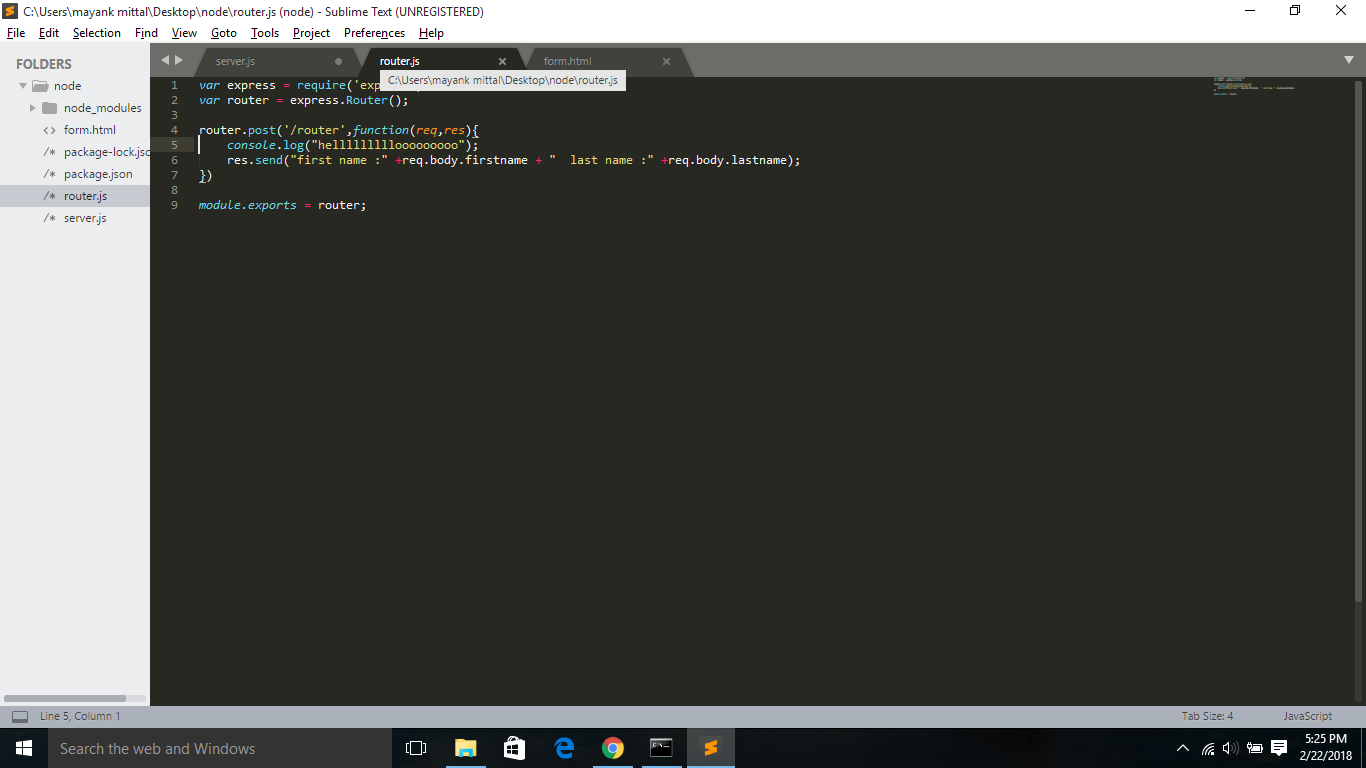 C:\Users\mayank mittal\Desktop\node\router.js (node) - Sublime Text (UNREGISTERED)
File Edit Selection Find View Goto Tools Project Preferences Help
FOLDERS
node
node_modules
form.html
package-lock.jso
package.json
router.js
server.js
server.js router.js form.html
C:\Users\mayank mittal\Desktop\node\router.js
1 var express = require('exp
2 var router = express.Router();
3
4 router.post('/router',function(req,res){
5 console.log("helllllllllooooooooo");
6 res.send("first name :" +req.body.firstname + "  last name :" +req.body.lastname);
7 })
8
9 module.exports = router;
Line 5, Column 1 Tab Size: 4 JavaScript
Search the web and Windows
5:25 PM
2/22/2018